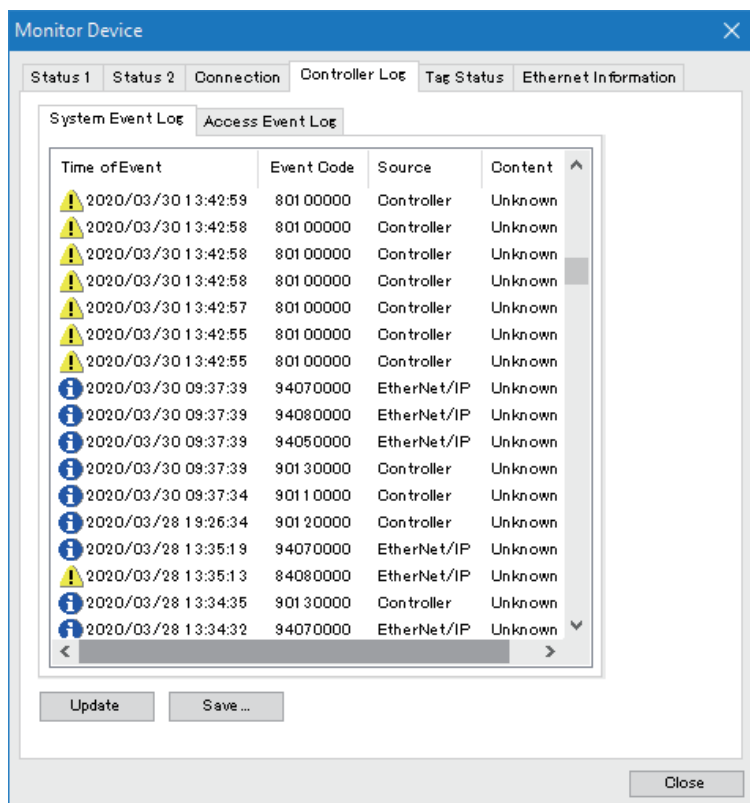 Monitor Device
Status 1 Status 2 Connection Controller Log Tag Status Ethernet Information
System Event Log Access Event Log
Time of Event Event Code Source Content
2020/03/30 13:42:59 80100000 Controller Unknown
2020/03/30 13:42:58 80100000 Controller Unknown
2020/03/30 13:42:58 80100000 Controller Unknown
2020/03/30 13:42:58 80100000 Controller Unknown
2020/03/30 13:42:57 80100000 Controller Unknown
2020/03/30 13:42:55 80100000 Controller Unknown
2020/03/30 13:42:55 80100000 Controller Unknown
2020/03/30 09:37:39 94070000 EtherNet/IP Unknown
2020/03/30 09:37:39 94080000 EtherNet/IP Unknown
2020/03/30 09:37:39 94050000 EtherNet/IP Unknown
2020/03/30 09:37:39 90130000 Controller Unknown
2020/03/30 09:37:34 90110000 Controller Unknown
2020/03/28 19:26:34 90120000 Controller Unknown
2020/03/28 13:35:19 94070000 EtherNet/IP Unknown
2020/03/28 13:35:13 84080000 EtherNet/IP Unknown
2020/03/28 13:34:35 90130000 Controller Unknown
2020/03/28 13:34:32 94070000 EtherNet/IP Unknown
Update Save ...
Close